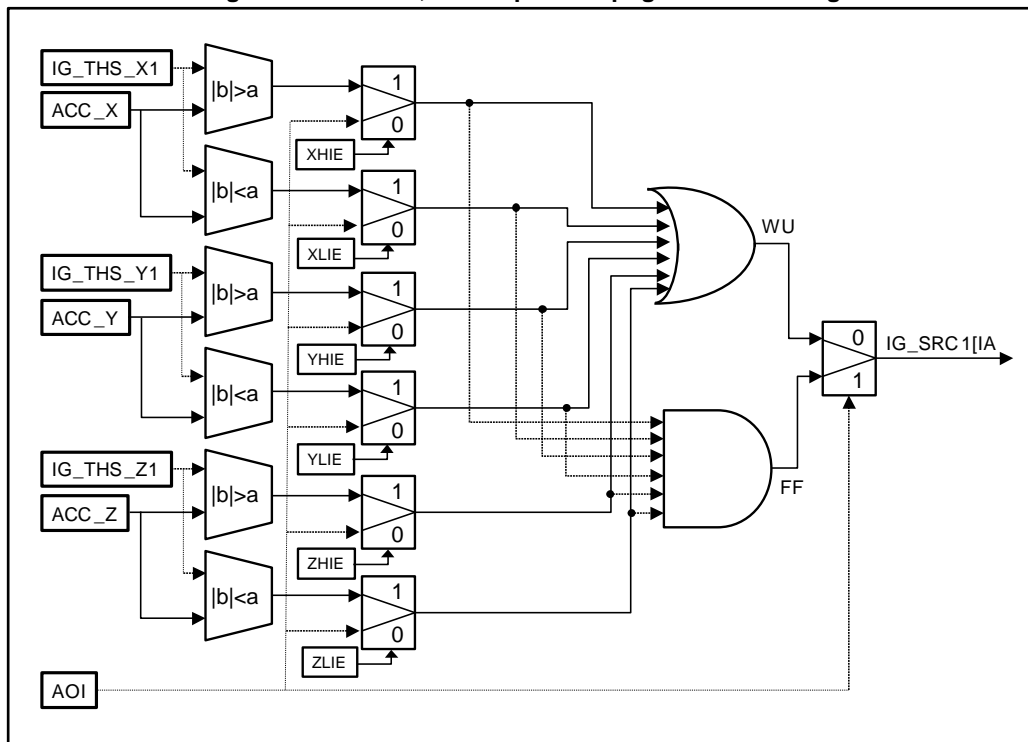 IG_THS_X1
ACC_X
|b|>a
1
0
XHIE
|b|<a
1
0
XLIE
IG_THS_Y1
ACC_Y
|b|>a
1
0
YHIE
|b|<a
1
0
YLIE
IG_THS_Z1
ACC_Z
|b|>a
1
0
ZHIE
|b|<a
1
0
ZLIE
AOI
WU
FF
0
1
IG_SRC1[IA